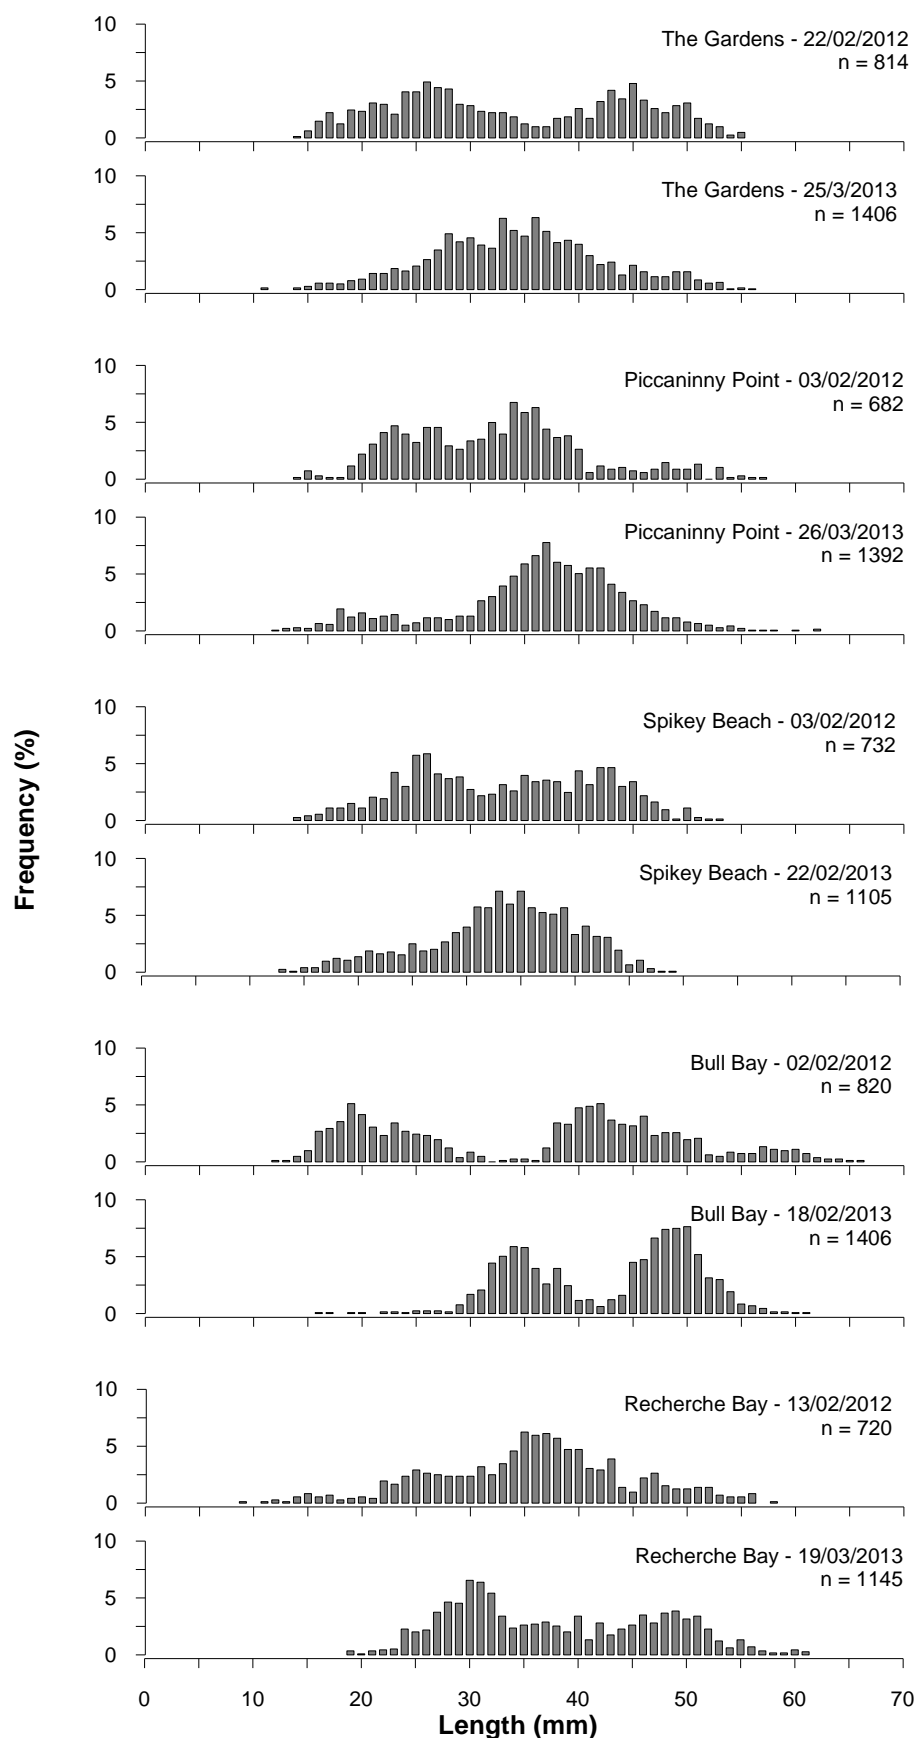 10
The Gardens - 22/02/2012
n = 814
5
0
10
The Gardens - 25/3/2013
n = 1406
5
0
10
Piccaninny Point - 03/02/2012
n = 682
5
0
10
Piccaninny Point - 26/03/2013
n = 1392
5
0
10
Spikey Beach - 03/02/2012
n = 732
5
0
10
Spikey Beach - 22/02/2013
n = 1105
5
0
10
Bull Bay - 02/02/2012
n = 820
5
0
10
Bull Bay - 18/02/2013
n = 1406
5
0
10
Recherche Bay - 13/02/2012
n = 720
5
0
10
Recherche Bay - 19/03/2013
n = 1145
5
0
Frequency (%)
0 10 20 30 40 50 60 70
Length (mm)